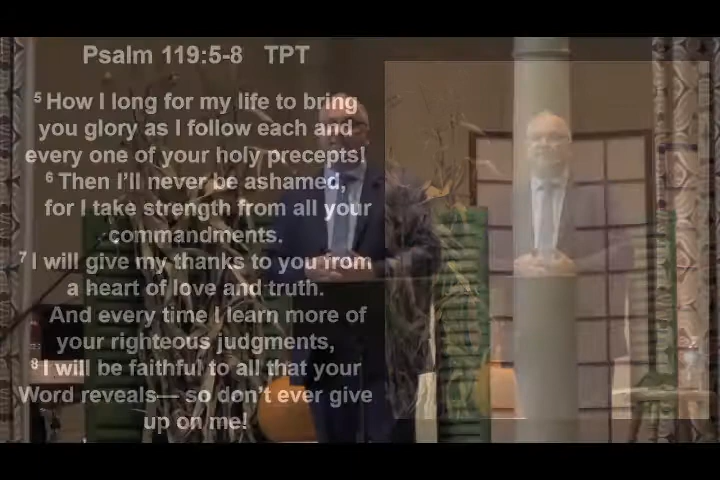 Psalm 119:5-8 TPT
5 How I long for my life to bring
you glory as I follow each and
every one of your holy precepts!
6 Then I'll never be ashamed,
for I take strength from all your
commandments.
7 I will give my thanks to you from
a heart of love and truth.
And every time I learn more of
your righteous judgments,
8 I will be faithful to all that your
Word reveals— so don't ever give
up on me!